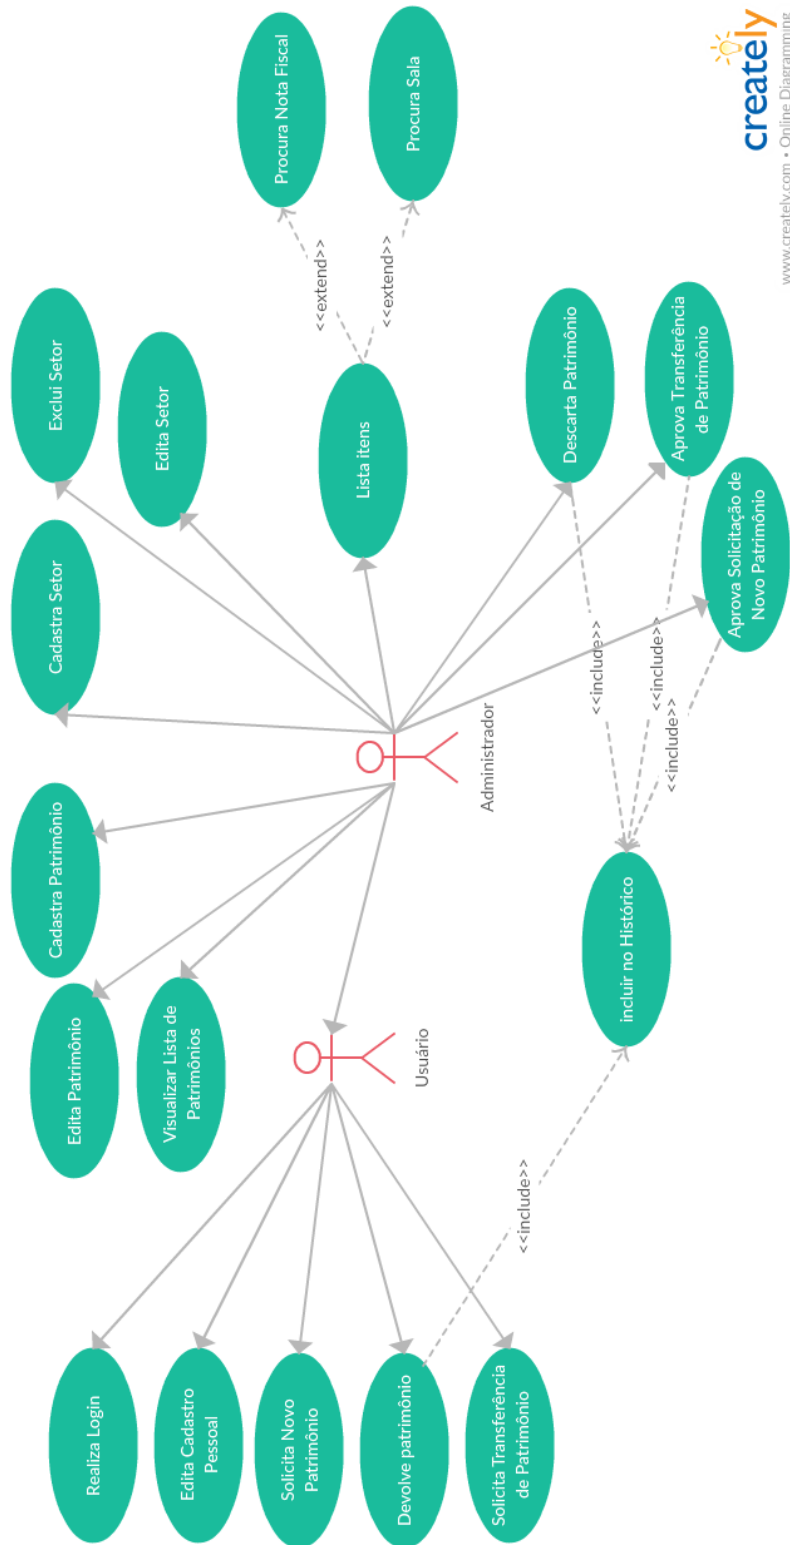 Realiza Login
Edita Cadastro
Pessoal
Solicita Novo
Patrimônio
Devolve patrimônio
Solicita Transferência
de Patrimônio
Edita Patrimônio
Visualizar Lista de
Patrimônios
Cadastra Patrimônio
Usuário
<<include>>
incluir no Histórico
Cadastra Setor
Exclui Setor
Edita Setor
Administrador
Lista itens
<<extend>>
<<extend>>
Procura Nota Fiscal
Procura Sala
<<include>>
<<include>>
<<include>>
Descarta Patrimônio
Aprova Transferência
de Patrimônio
Aprova Solicitação de
Novo Patrimônio
creately
www.creately.com • Online Diagramming